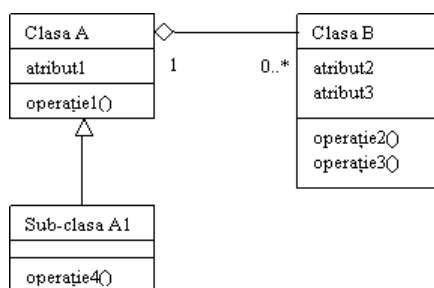 Clasa A
atribut1
operație1()
1
0..*
Clasa B
atribut2
atribut3
operație2()
operație3()
Sub-clasa A1
operație4()